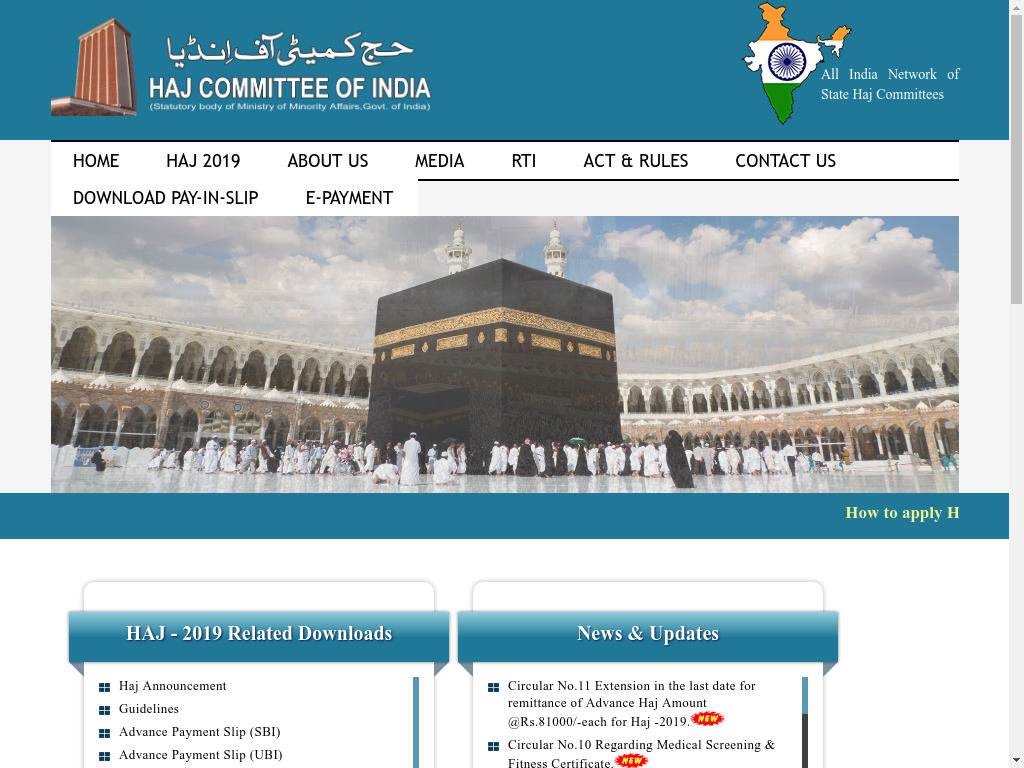 حج کمیٹی آف اِنڈیا
HAJ COMMITTEE OF INDIA
(Statutory body of Ministry of Minority Affairs,Govt. of India)
All India Network of
State Haj Committees
HOME HAJ 2019 ABOUT US MEDIA RTI ACT & RULES CONTACT US
DOWNLOAD PAY-IN-SLIP E-PAYMENT
How to apply H
HAJ - 2019 Related Downloads
Haj Announcement
Guidelines
Advance Payment Slip (SBI)
Advance Payment Slip (UBI)
News & Updates
Circular No.11 Extension in the last date for
remittance of Advance Haj Amount
@Rs.81000/-each for Haj -2019. NEW
Circular No.10 Regarding Medical Screening &
Fitness Certificate. NEW